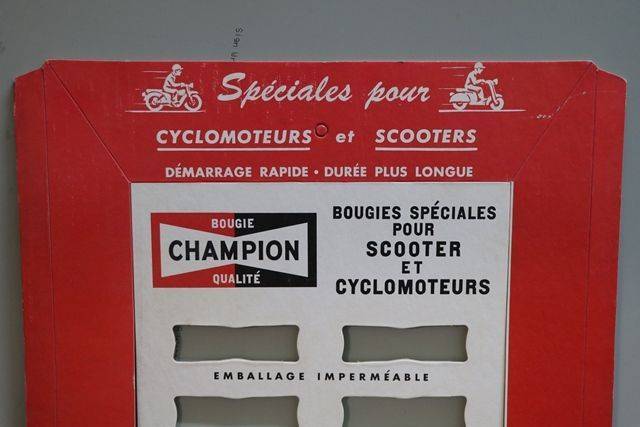 Spéciales pour
CYCLOMOTEURS et SCOOTERS
DÉMARRAGE RAPIDE • DURÉE PLUS LONGUE
BOUGIE
CHAMPION
QUALITÉ
BOUGIES SPÉCIALES
POUR
SCOOTER
ET
CYCLOMOTEURS
EMBALLAGE IMPERMÉABLE